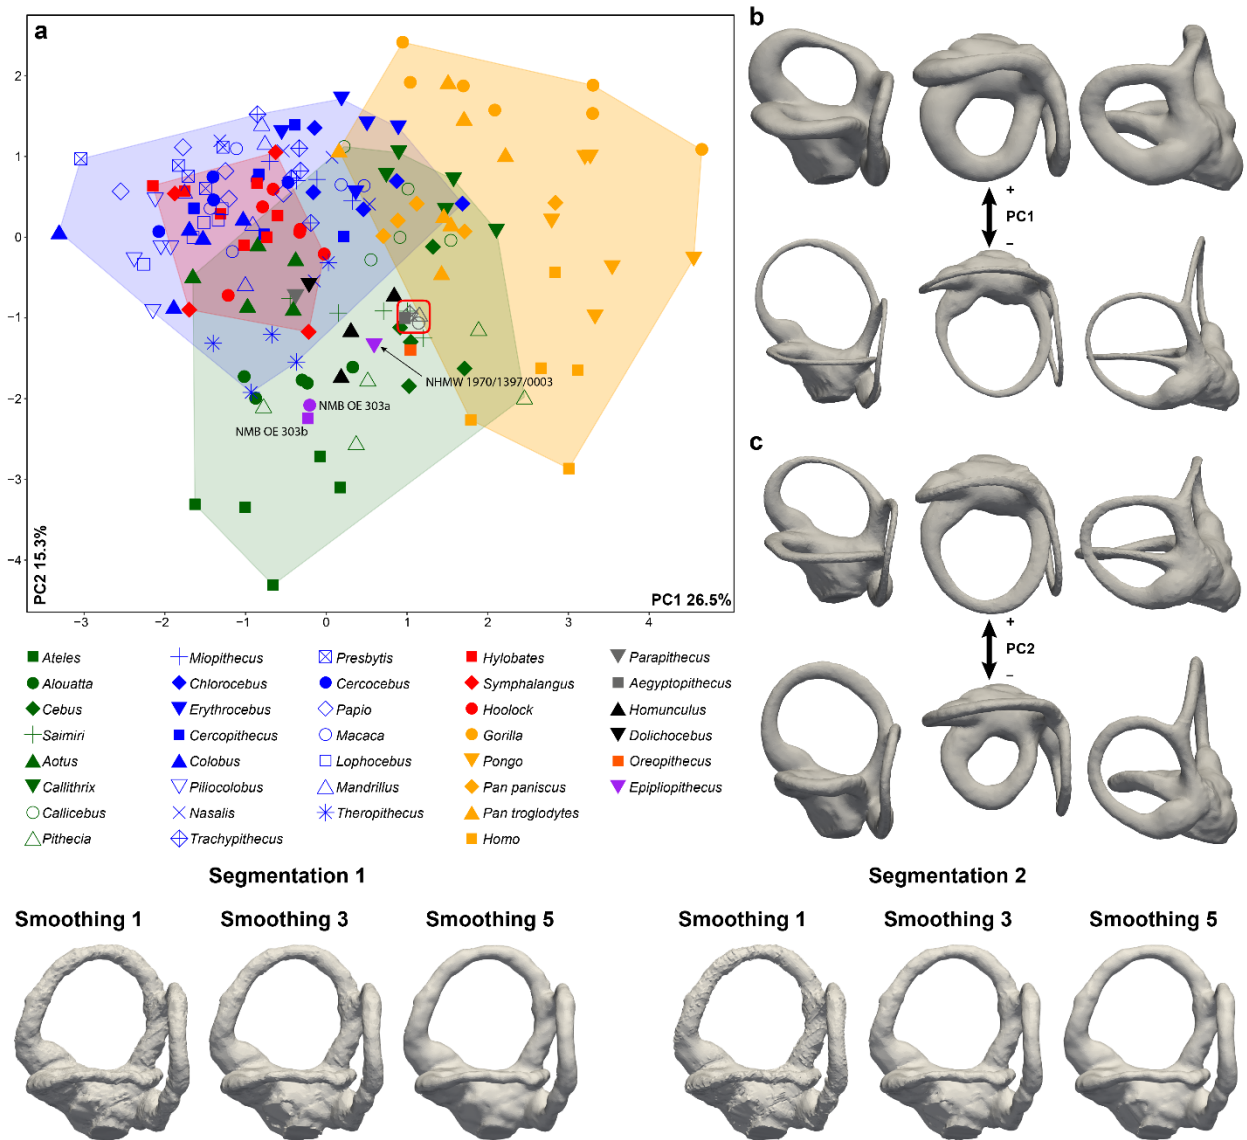 a
2
1
0
−1
−2
−3
−4
PC2 15.3%
NHMW 1970/1397/0003
NMB OE 303a
NMB OE 303b
PC1 26.5%
−3 −2 −1 0 1 2 3 4
b
+
PC1
−
c
+
PC2
−
Ateles Miopithecus Presbytis Hylobates Parapithecus
Alouatta Chlorocebus Cercocebus Symphalangus Aegyptopithecus
Cebus Erythrocebus Papio Hoolock Homunculus
Saimiri Cercopithecus Macaca Gorilla Dolichocebus
Aotus Colobus Lophocebus Pongo Oreopithecus
Callithrix Piliocolobus Mandrillus Pan paniscus Epipliopithecus
Callicebus Nasalis Theropithecus Pan troglodytes
Pithecia Trachypithecus Homo
Segmentation 1
Smoothing 1 Smoothing 3 Smoothing 5
Segmentation 2
Smoothing 1 Smoothing 3 Smoothing 5